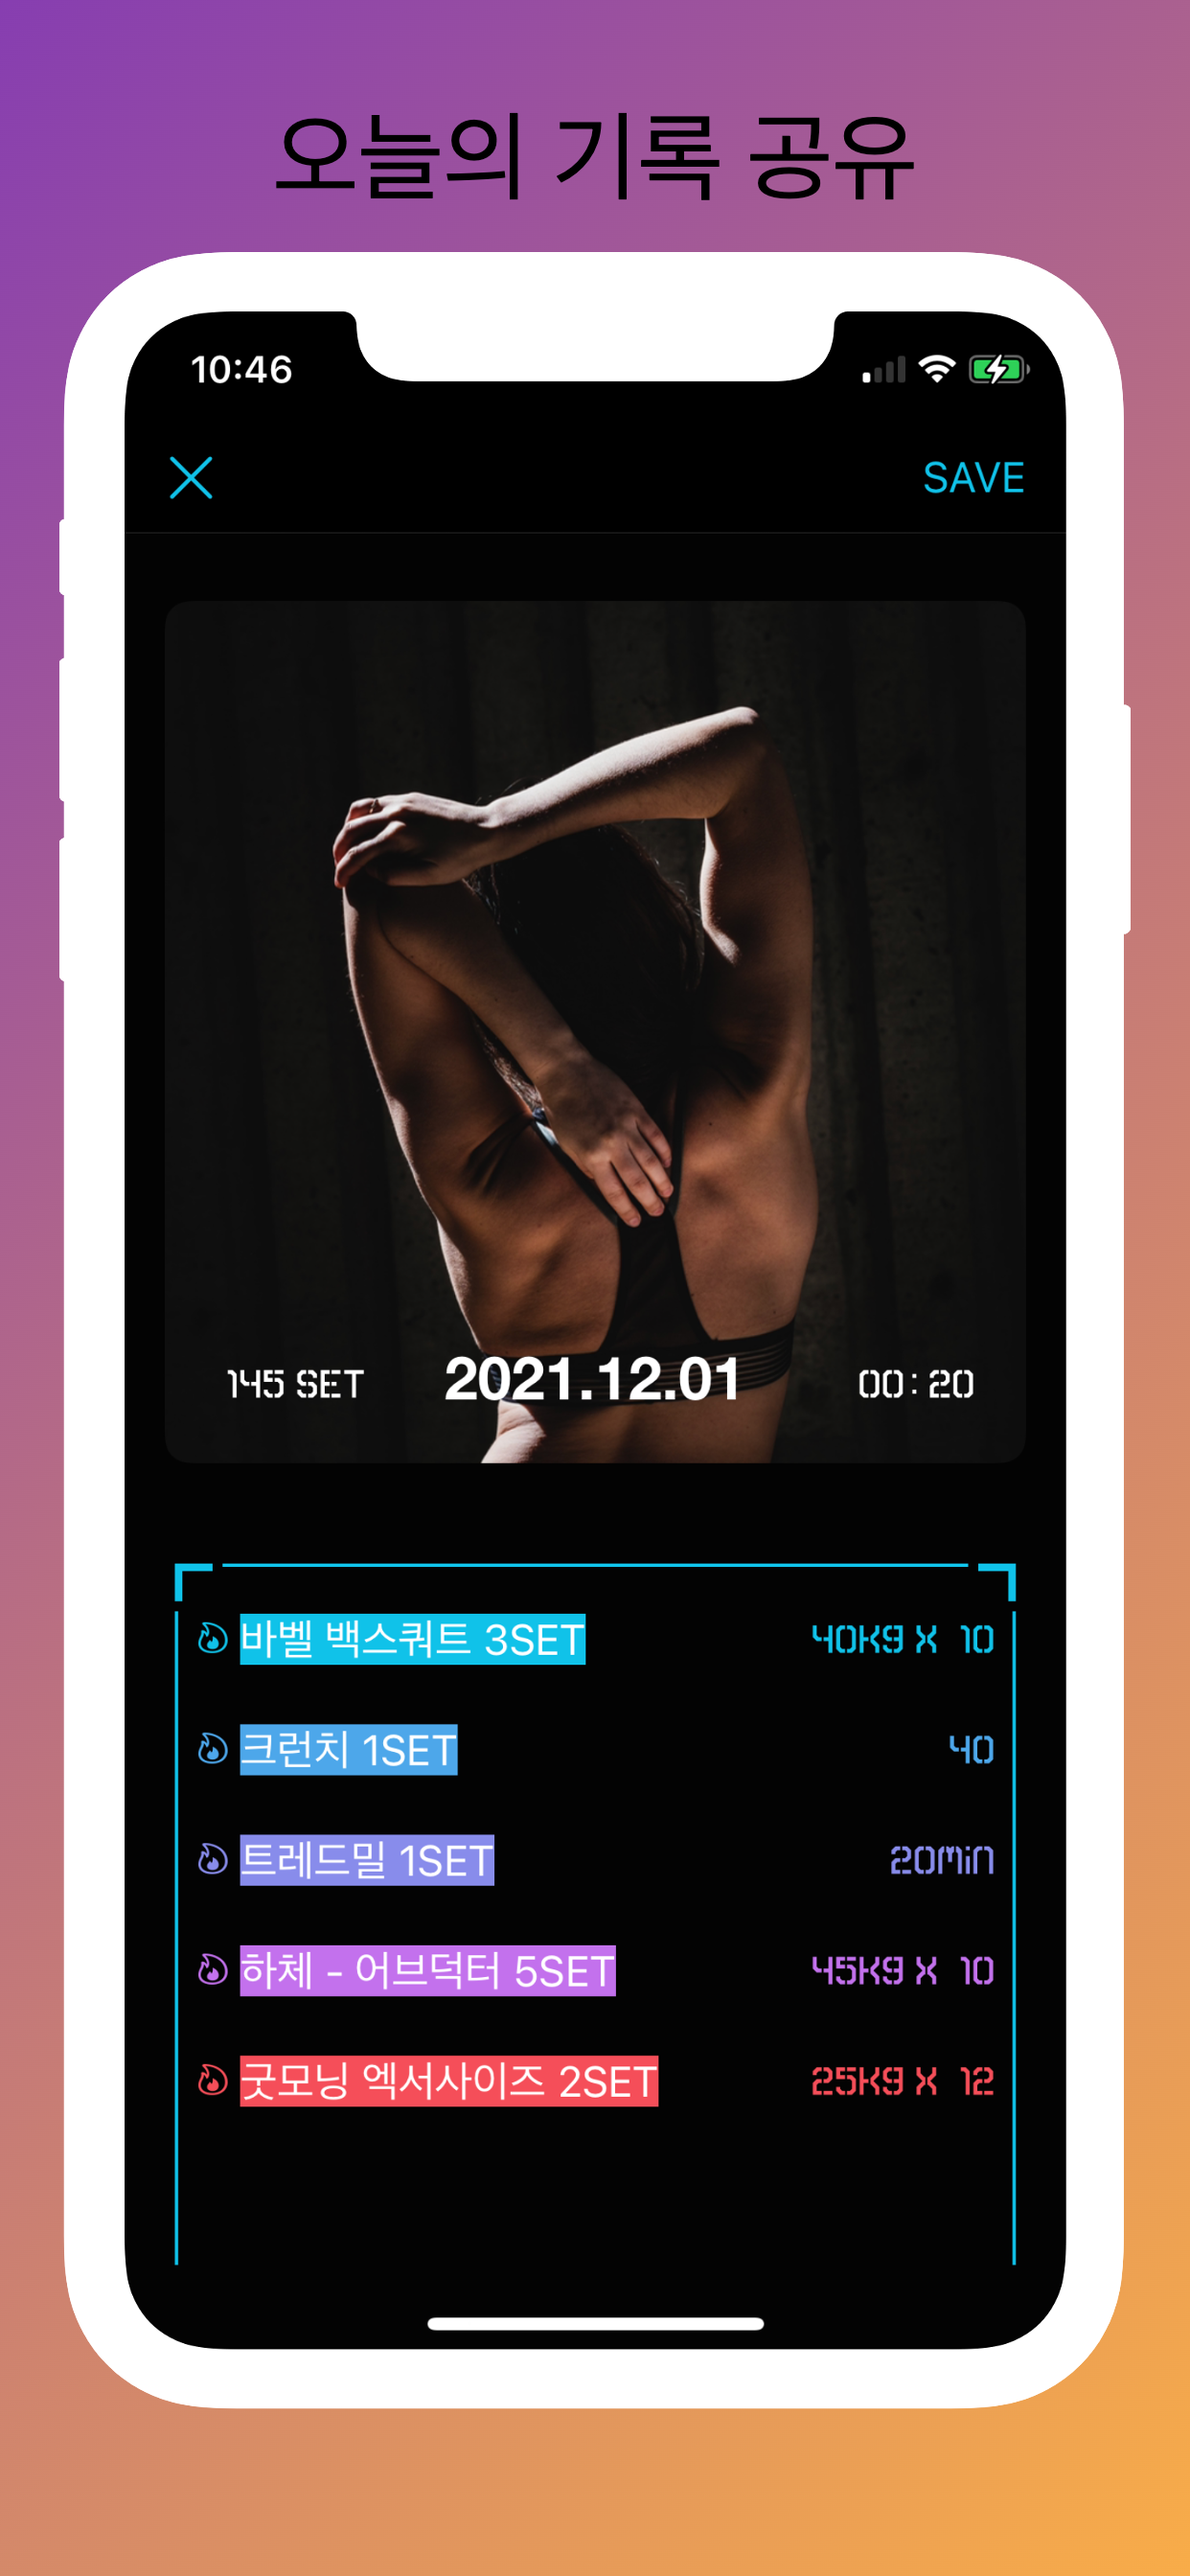 오늘의 기록 공유
10:46
SAVE
145 SET 2021.12.01 00:20
바벨 백스쿼트 3SET 40Kg X 10
크런치 1SET 40
트레드밀 1SET 20Min
하체 - 어브덕터 5SET 45Kg X 10
굿모닝 엑서사이즈 2SET 25Kg X 12